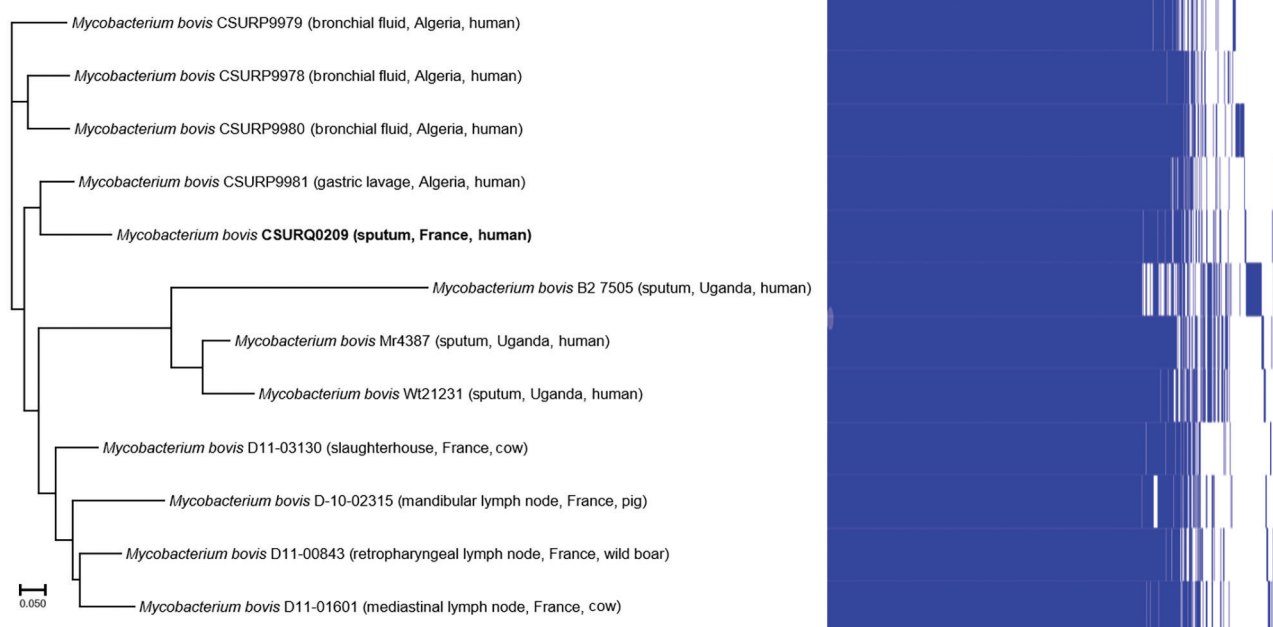 Mycobacterium bovis CSURP9979 (bronchial fluid, Algeria, human)
Mycobacterium bovis CSURP9978 (bronchial fluid, Algeria, human)
Mycobacterium bovis CSURP9980 (bronchial fluid, Algeria, human)
Mycobacterium bovis CSURP9981 (gastric lavage, Algeria, human)
Mycobacterium bovis CSURQ0209 (sputum, France, human)
Mycobacterium bovis B2 7505 (sputum, Uganda, human)
Mycobacterium bovis Mr4387 (sputum, Uganda, human)
Mycobacterium bovis Wt21231 (sputum, Uganda, human)
Mycobacterium bovis D11-03130 (slaughterhouse, France, cow)
Mycobacterium bovis D-10-02315 (mandibular lymph node, France, pig)
Mycobacterium bovis D11-00843 (retropharyngeal lymph node, France, wild boar)
Mycobacterium bovis D11-01601 (mediastinal lymph node, France, cow)
0.050